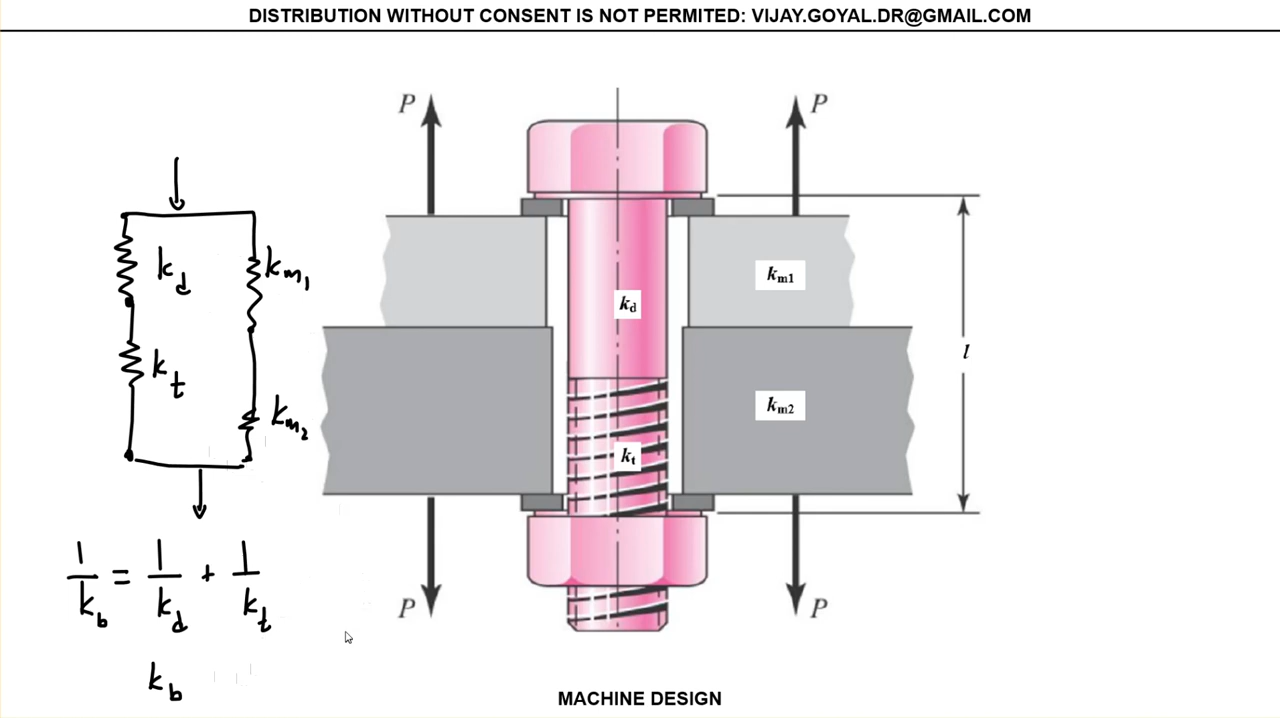 DISTRIBUTION WITHOUT CONSENT IS NOT PERMITED: VIJAY.GOYAL.DR@GMAIL.COM
P P
k_d k_m1
k_m1
k_d
l
k_t
k_m2
k_m2
k_t
1/k_b = 1/k_d + 1/k_t
P P
k_b
MACHINE DESIGN